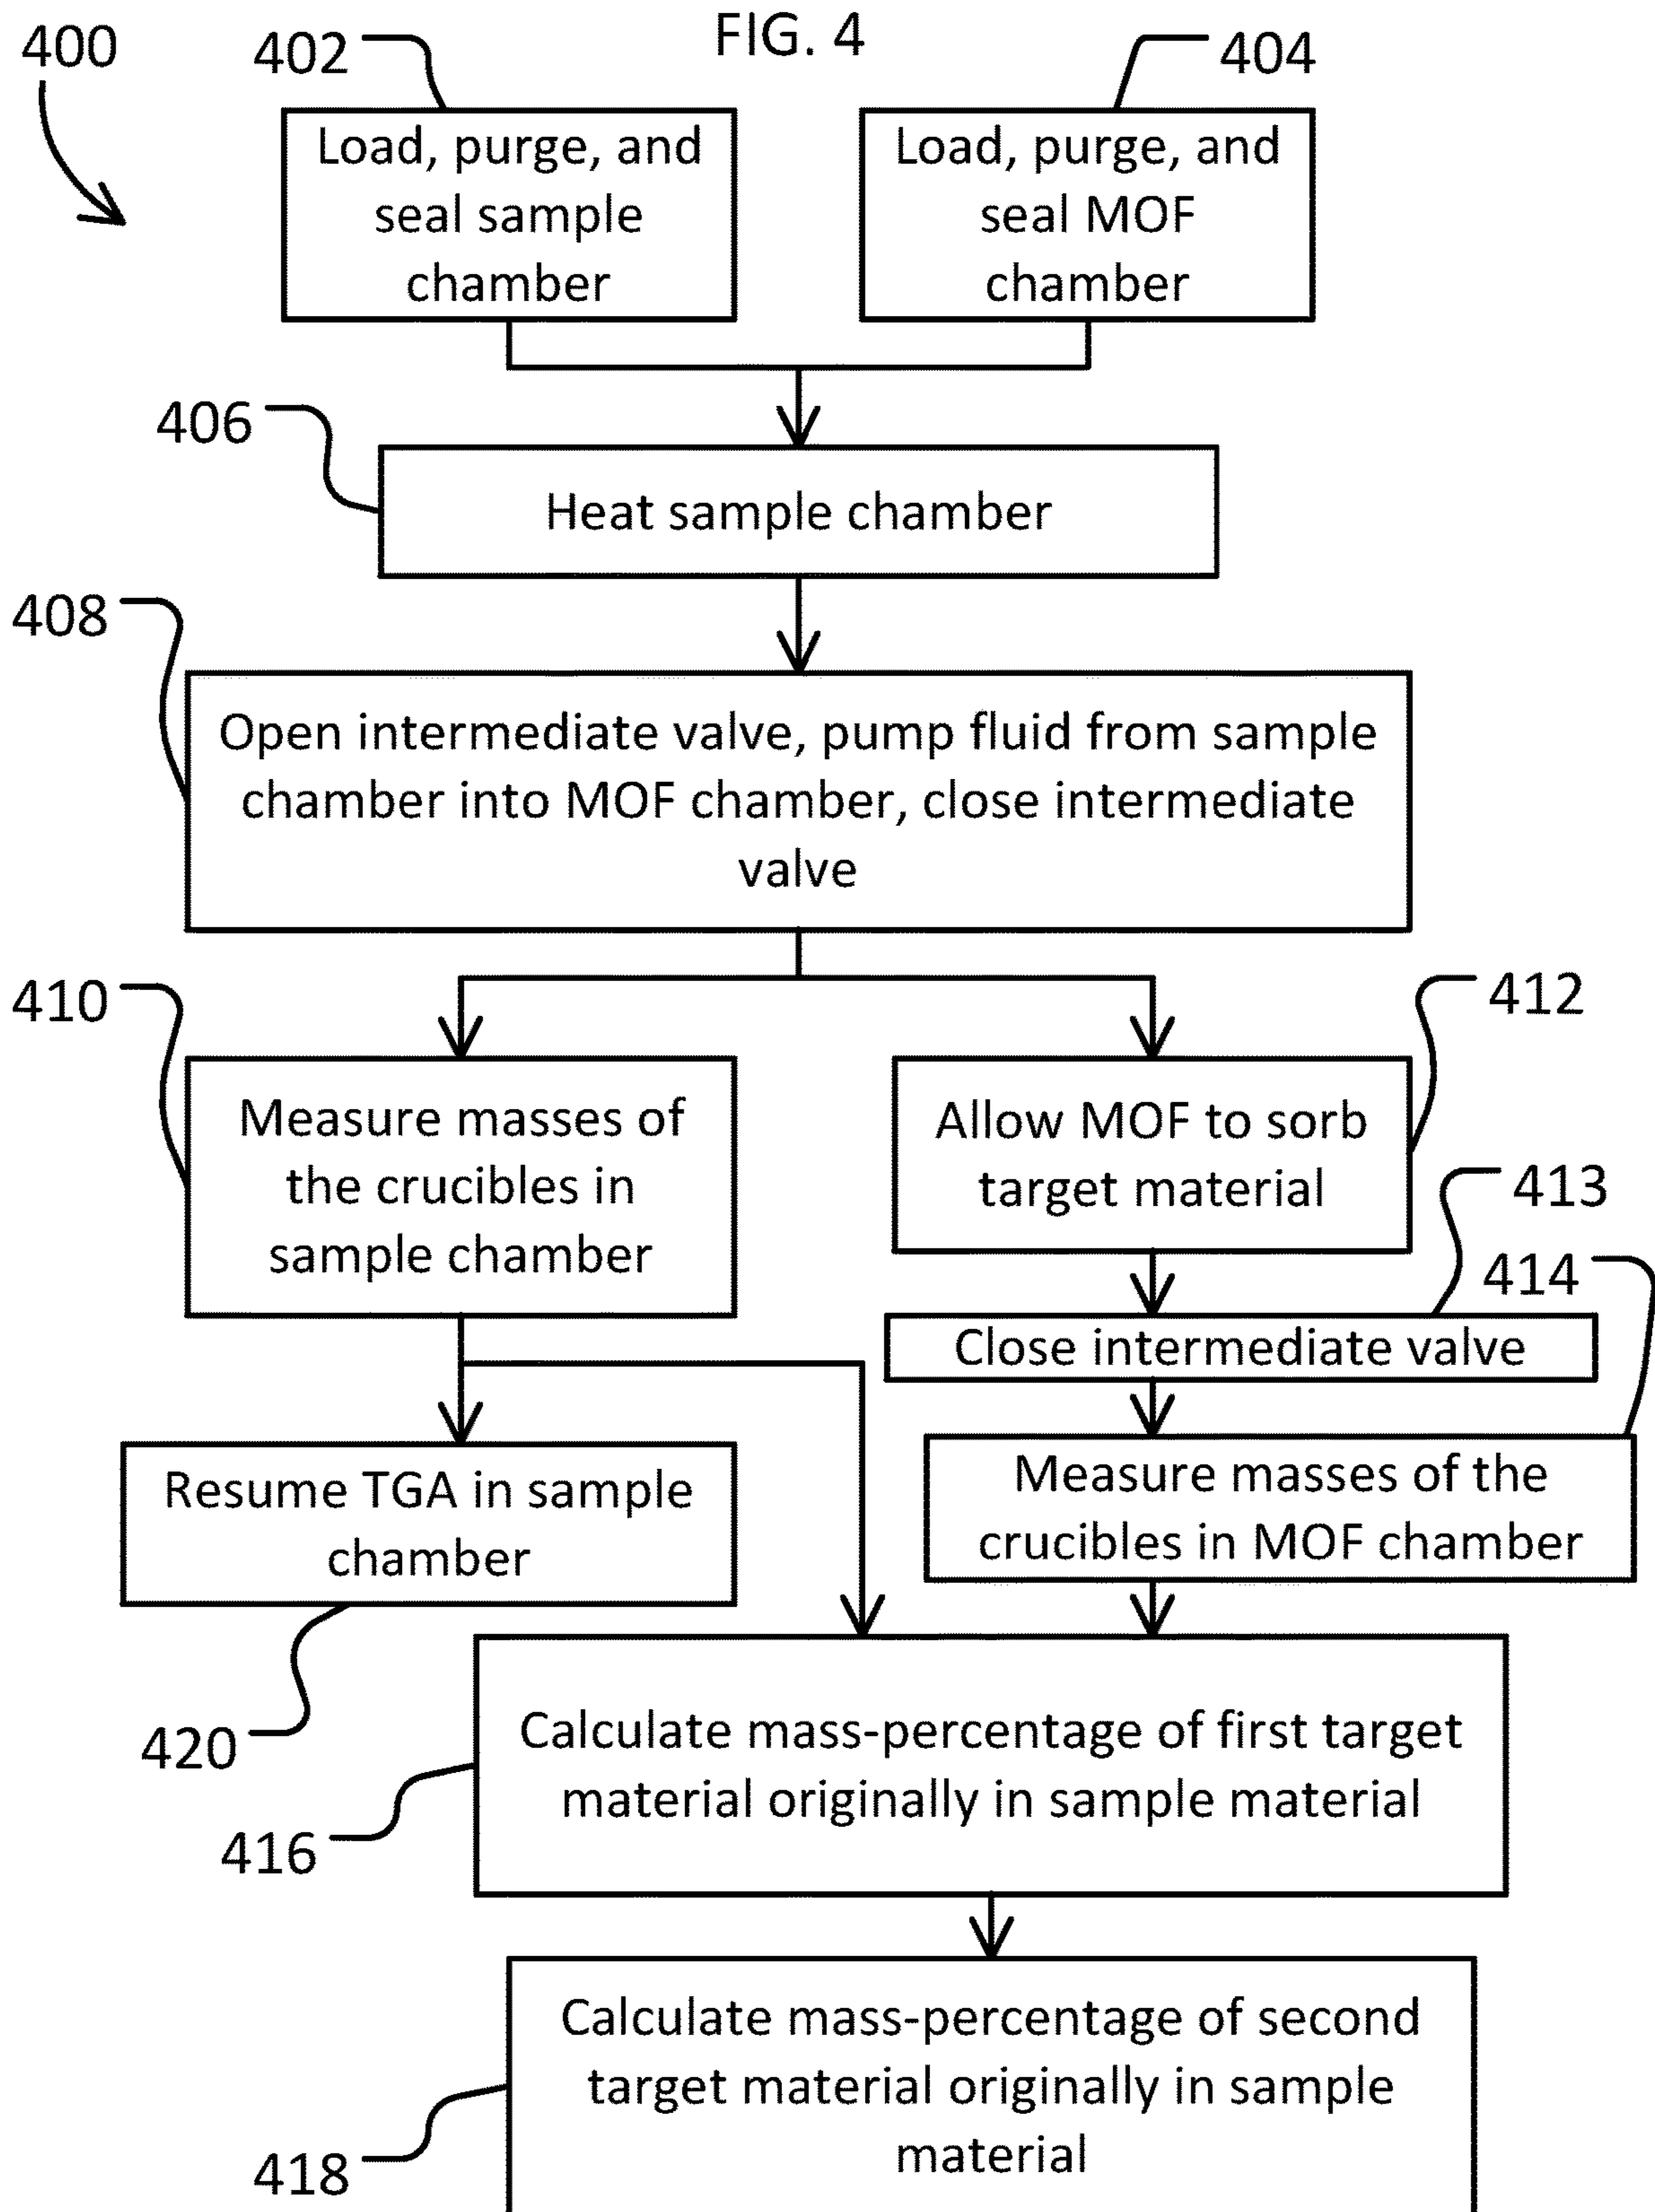 FIG. 4
400
402
404
Load, purge, and
seal sample
chamber
Load, purge, and
seal MOF
chamber
406
Heat sample chamber
408
Open intermediate valve, pump fluid from sample
chamber into MOF chamber, close intermediate
valve
410
412
Measure masses of
the crucibles in
sample chamber
Allow MOF to sorb
target material
413
414
Close intermediate valve
Resume TGA in sample
chamber
Measure masses of the
crucibles in MOF chamber
420
Calculate mass-percentage of first target
material originally in sample material
416
Calculate mass-percentage of second
target material originally in sample
material
418